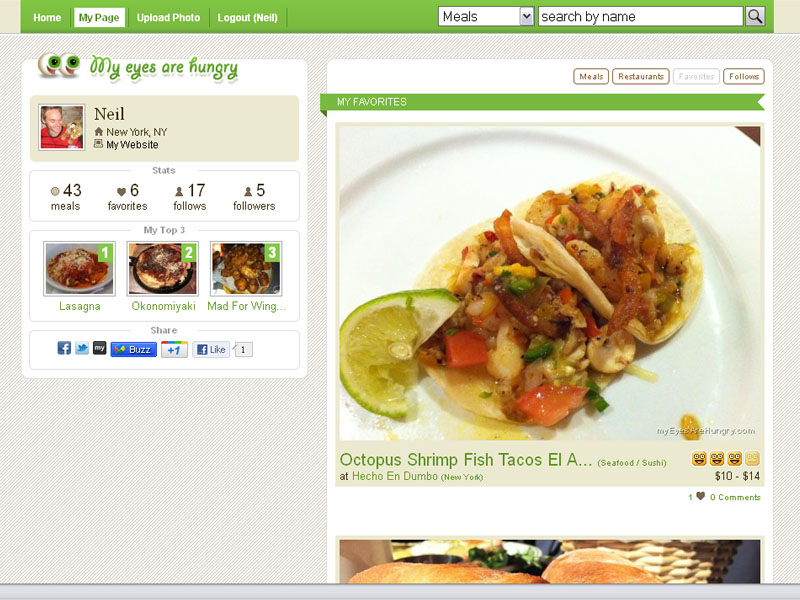 Home My Page Upload Photo Logout (Neil) Meals search by name
My eyes are hungry
Neil
New York, NY
My Website
Stats
43 6 17 5
meals favorites follows followers
My Top 3
1 2 3
Lasagna Okonomiyaki Mad For Wing...
Share
my Buzz +1 Like 1
Meals Restaurants Favorites Follows
MY FAVORITES
myEyesAreHungry.com
Octopus Shrimp Fish Tacos El A... (Seafood / Sushi)
at Hecho En Dumbo (New York) $10 - $14
1 0 Comments